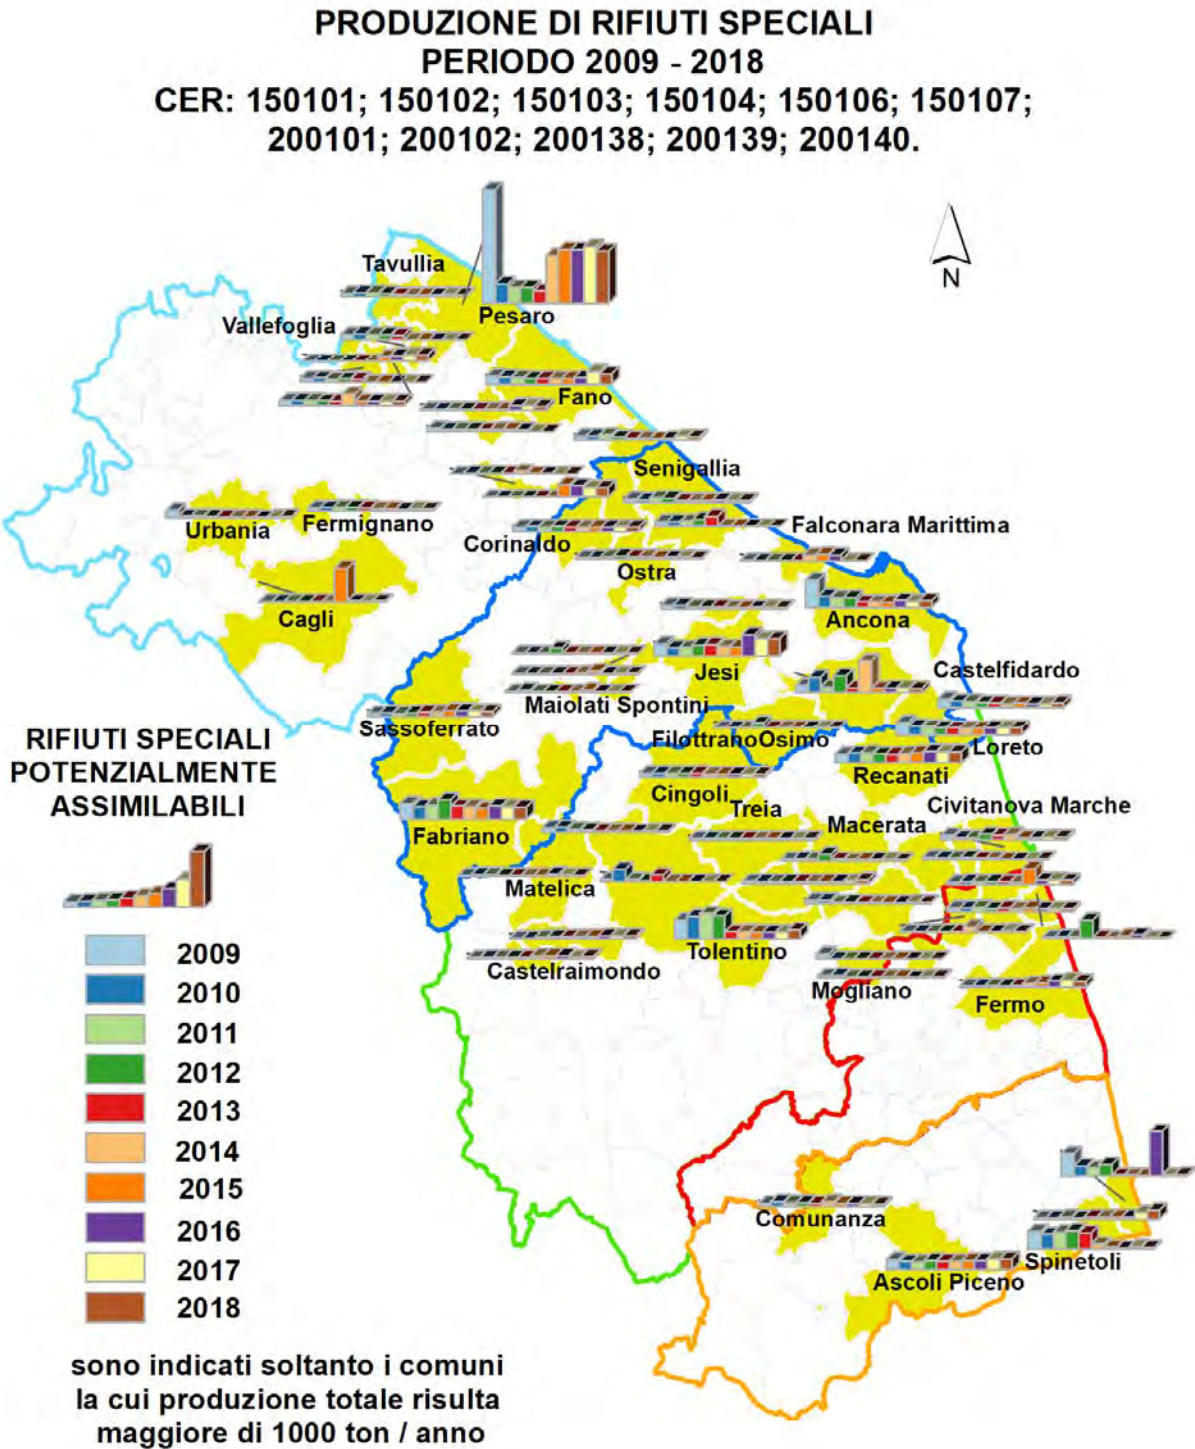 PRODUZIONE DI RIFIUTI SPECIALI
PERIODO 2009 - 2018
CER: 150101; 150102; 150103; 150104; 150106; 150107;
200101; 200102; 200138; 200139; 200140.
N
Tavullia
Pesaro
Vallefoglia
Fano
Senigallia
Urbania
Fermignano
Corinaldo
Falconara Marittima
Ostra
Cagli
Ancona
Jesi
Castelfidardo
Maiolati Spontini
Sassoferrato
Filottrano
Osimo
Loreto
Recanati
Cingoli
Treia
Civitanova Marche
Macerata
Fabriano
Matelica
Tolentino
Castelraimondo
Mogliano
Fermo
Comunanza
Spinetoli
Ascoli Piceno
RIFIUTI SPECIALI
POTENZIALMENTE
ASSIMILABILI
2009
2010
2011
2012
2013
2014
2015
2016
2017
2018
sono indicati soltanto i comuni
la cui produzione totale risulta
maggiore di 1000 ton / anno